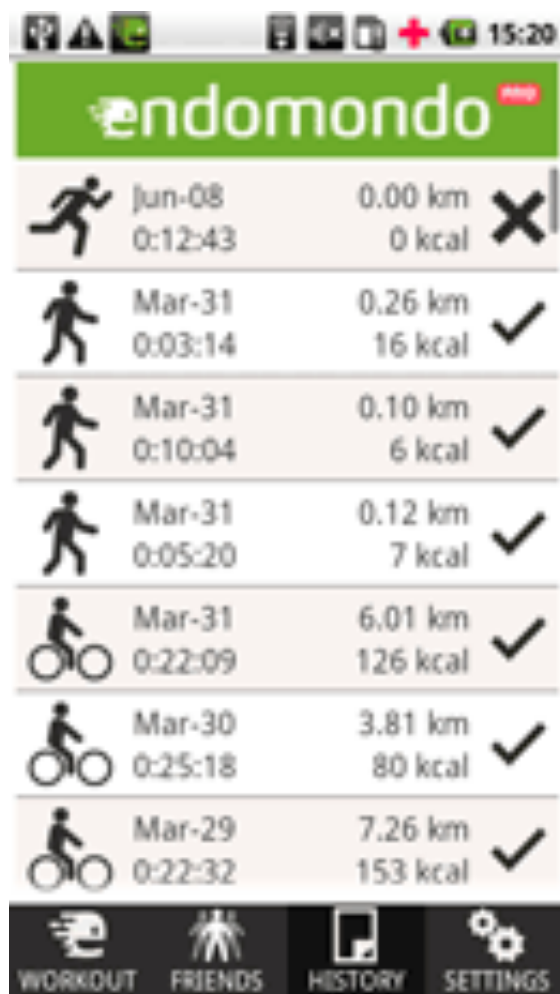 15:20
endomondo PRO
Jun-08 0.00 km
0:12:43 0 kcal
Mar-31 0.26 km
0:03:14 16 kcal
Mar-31 0.10 km
0:10:04 6 kcal
Mar-31 0.12 km
0:05:20 7 kcal
Mar-31 6.01 km
0:22:09 126 kcal
Mar-30 3.81 km
0:25:18 80 kcal
Mar-29 7.26 km
0:22:32 153 kcal
WORKOUT FRIENDS HISTORY SETTINGS